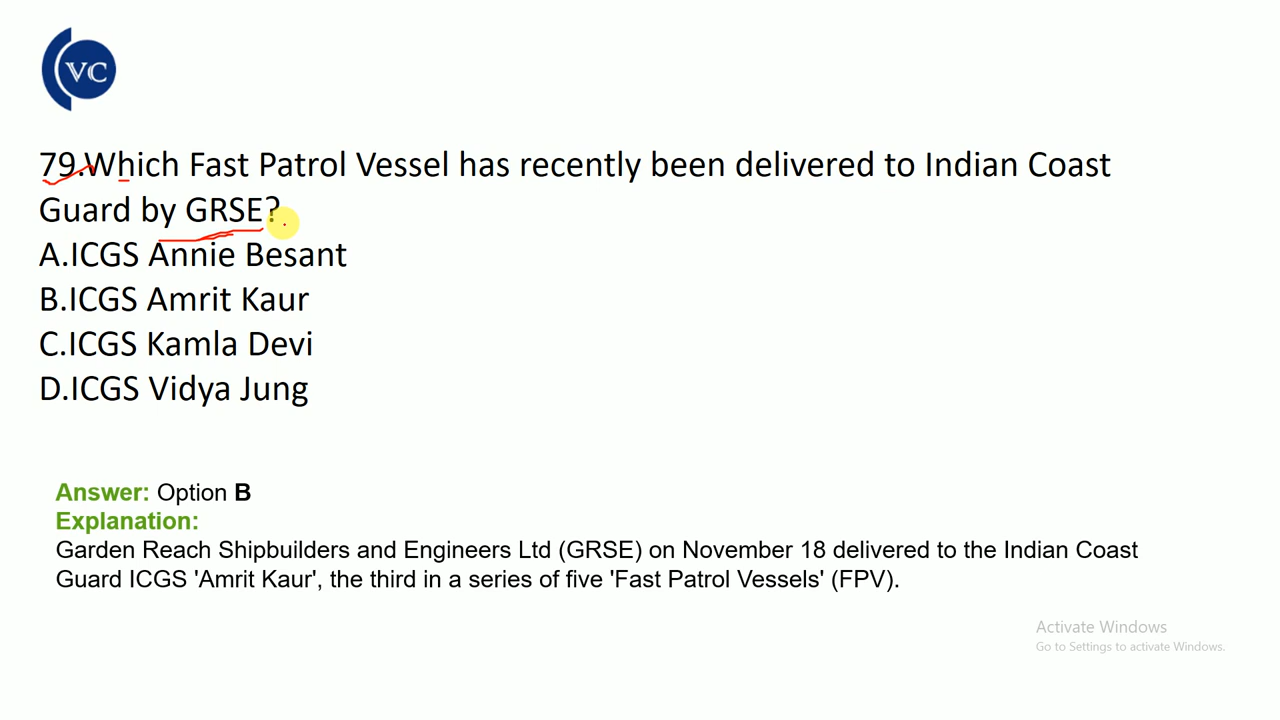 VC
79.Which Fast Patrol Vessel has recently been delivered to Indian Coast
Guard by GRSE?
A.ICGS Annie Besant
B.ICGS Amrit Kaur
C.ICGS Kamla Devi
D.ICGS Vidya Jung
Answer: Option B
Explanation:
Garden Reach Shipbuilders and Engineers Ltd (GRSE) on November 18 delivered to the Indian Coast
Guard ICGS 'Amrit Kaur', the third in a series of five 'Fast Patrol Vessels' (FPV).
Activate Windows
Go to Settings to activate Windows.